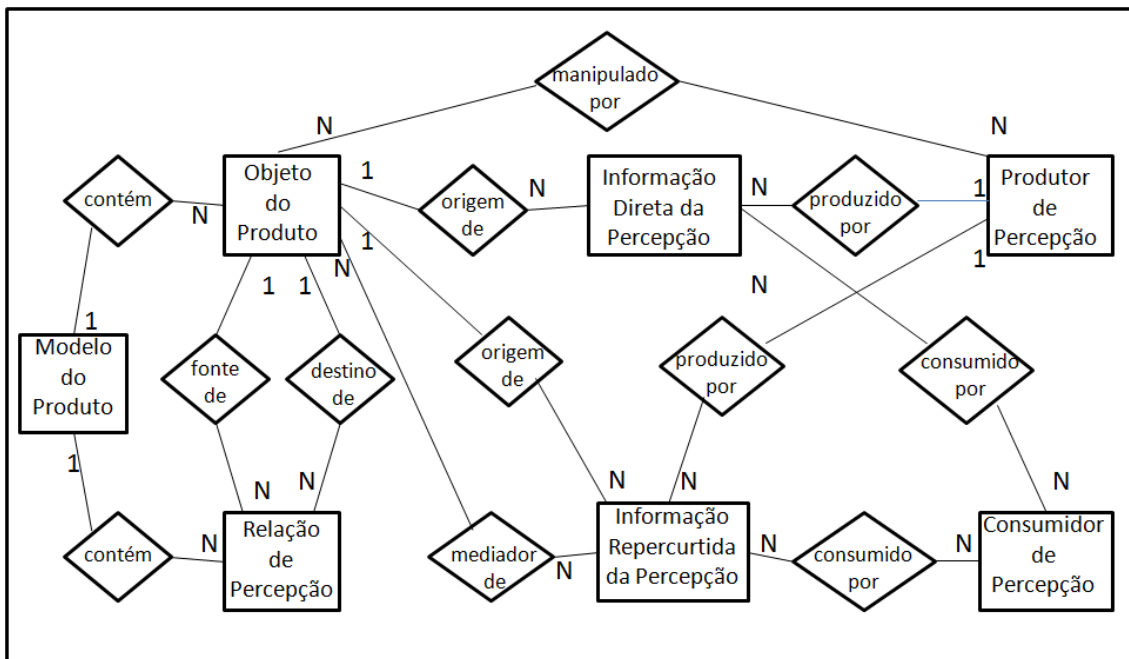 manipulado
por
N
N
contém
N
Objeto
do
Produto
1
origem
de
N
Informação
Direta da
Percepção
N
produzido
por
1
Produtor
de
Percepção
1
1
1
N
N
1
1
Modelo
do
Produto
fonte
de
destino
de
origem
de
produzido
por
consumido
por
1
N
N
N
N
N
contém
N
Relação
de
Percepção
mediador
de
N
Informação
Repercurtida
da Percepção
N
consumido
por
N
Consumidor
de
Percepção